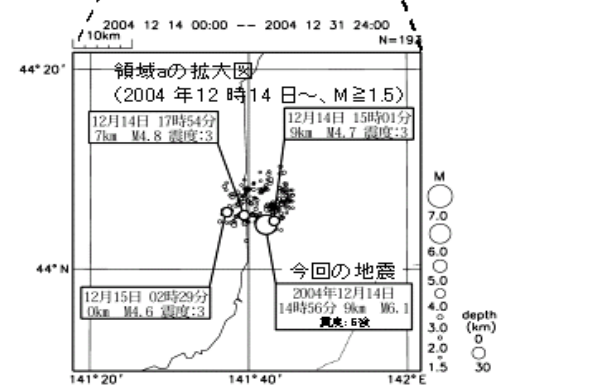 2004 12 14 00:00 -- 2004 12 31 24:00
10km
N=193
44°20'
領域aの拡大図
(2004 年12 時14 日～、M≧1.5)
12月14日 17時54分
7km M4.8 震度:3
12月14日 15時01分
9km M4.7 震度:3
M
7.0
6.0
5.0
4.0
3.0
2.0
1.5
44°N
今回の地震
2004年12月14日
14時56分 9km M6.1
震度:5強
12月15日 02時29分
0km M4.6 震度:3
depth
(km)
0
30
141°20'
141°40'
142°E